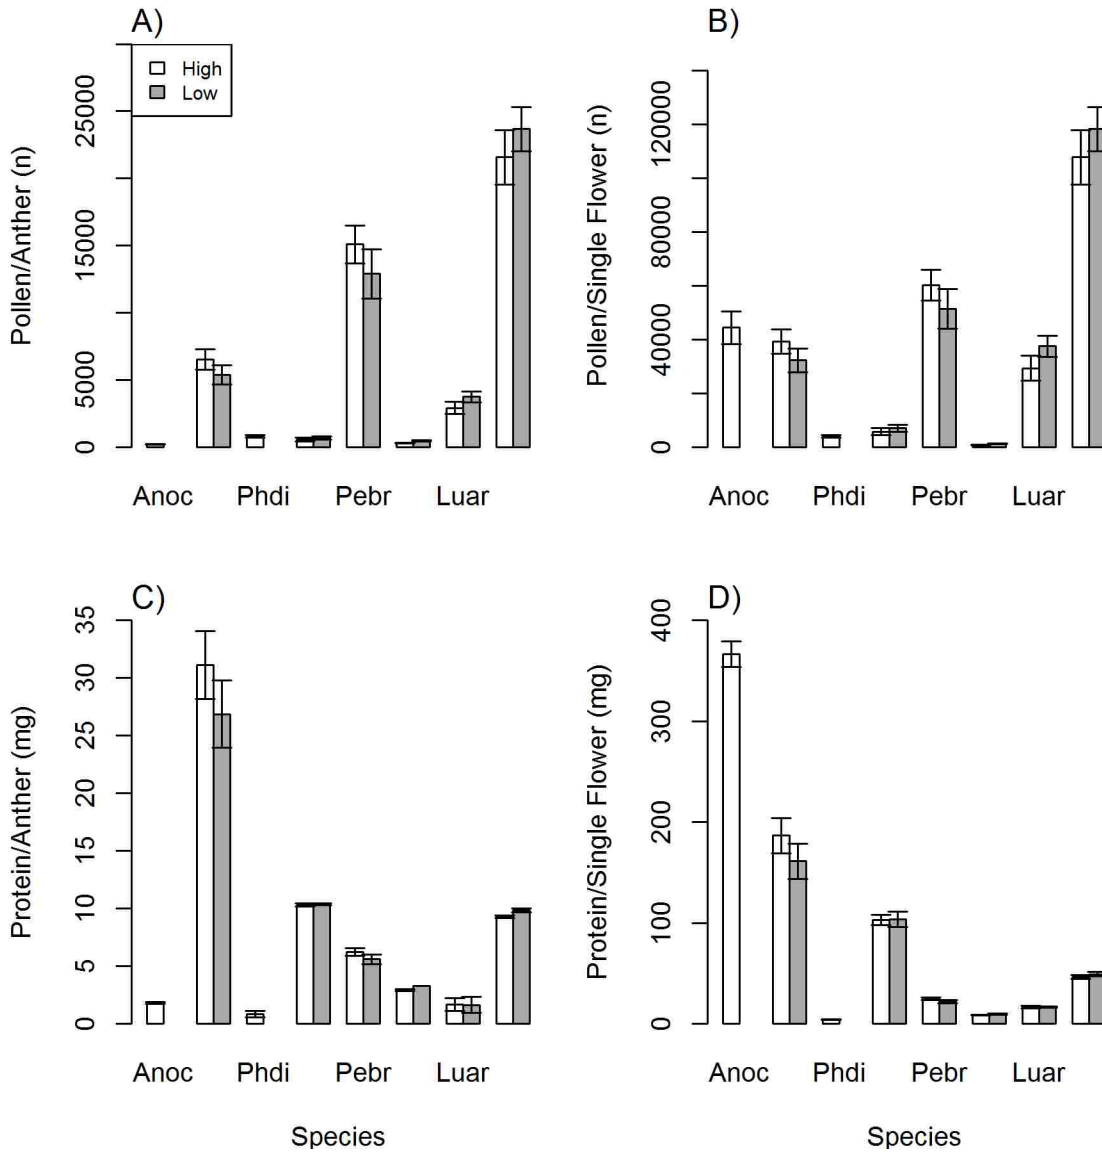 A)
High
Low
Pollen/Anther (n)
0
5000
15000
25000
Anoc Phdi Pebr Luar
B)
Pollen/Single Flower (n)
0
40000
80000
120000
Anoc Phdi Pebr Luar
C)
Protein/Anther (mg)
0
5
10
15
20
25
30
35
Anoc Phdi Pebr Luar
Species
D)
Protein/Single Flower (mg)
0
100
200
300
400
Anoc Phdi Pebr Luar
Species